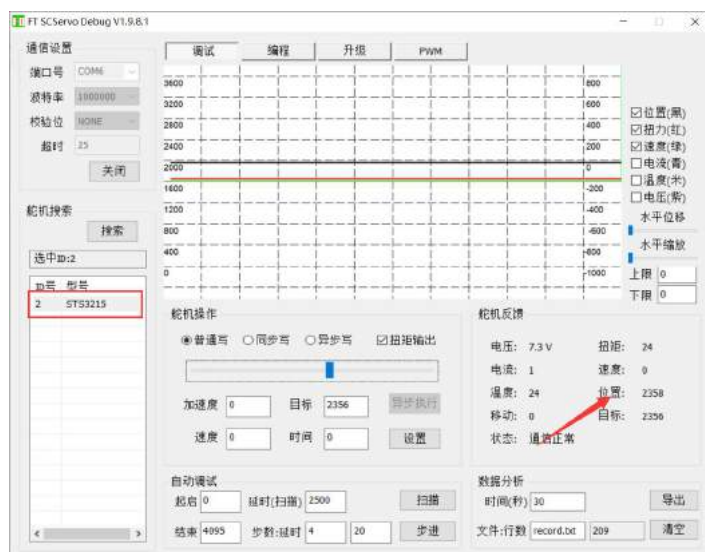 FT SCServo Debug V1.9.8.1
通信设置
端口号 COM6
波特率 1000000
校验位 NONE
超时 25
关闭
舵机搜索
搜索
选中ID:2
ID号 型号
2 STS3215
调试 编程 升级 PWM
3600 800
3200 600
2800 400
2400 200
2000 0
1600 -200
1200 -400
800 -600
400 -800
0 -1000
位置(黑)
扭力(红)
速度(绿)
电流(青)
温度(米)
电压(紫)
水平位移
水平缩放
上限 0
下限 0
舵机操作
普通写 同步写 异步写 扭矩输出
加速度 0 目标 2356 异步执行
速度 0 时间 0 设置
舵机反馈
电压: 7.3 V 扭矩: 24
电流: 1 速度: 0
温度: 24 位置: 2358
移动: 0 目标: 2356
状态: 通信正常
自动调试
起启 0 延时(扫描) 2500 扫描
结束 4095 步数:延时 4 20 步进
数据分析
时间(秒) 30 导出
文件:行数 record.txt 209 清空